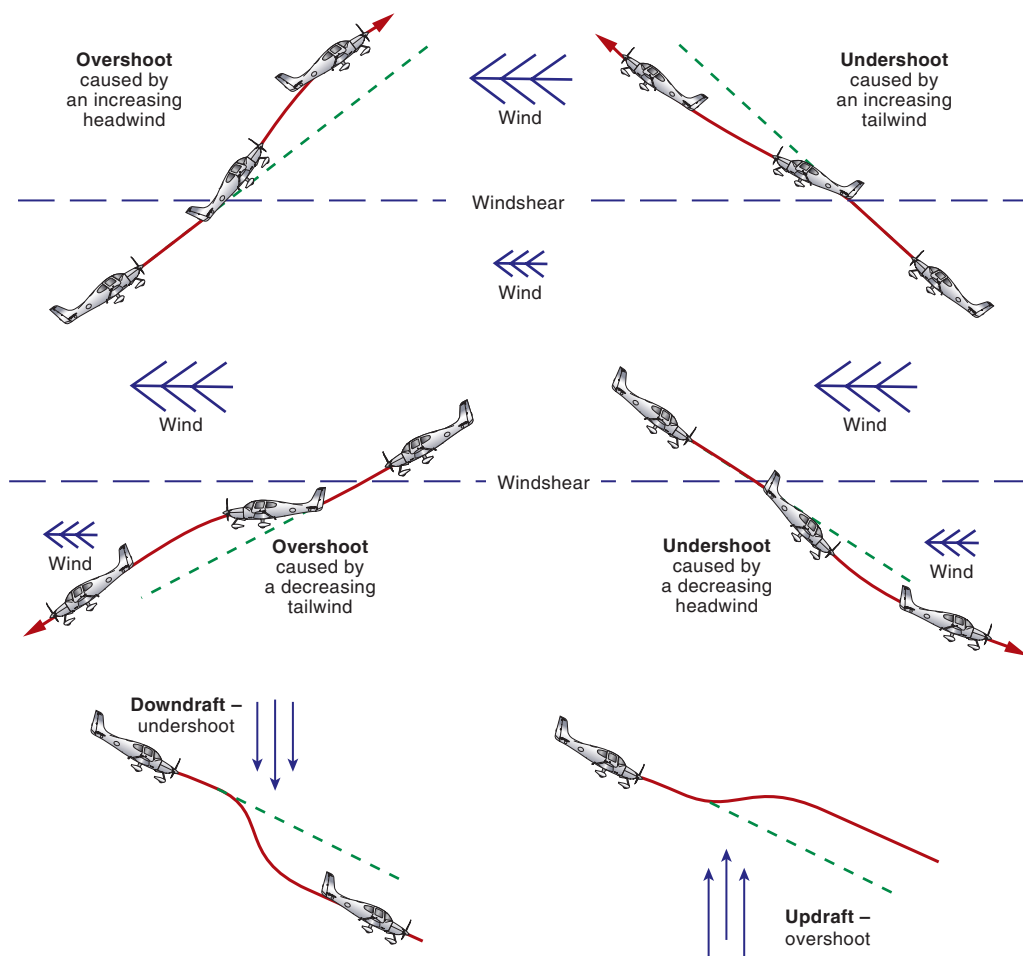 Overshoot
caused by
an increasing
headwind
Wind
Undershoot
caused by
an increasing
tailwind
Windshear
Wind
Wind
Wind
Windshear
Wind
Overshoot
caused by
a decreasing
tailwind
Undershoot
caused by
a decreasing
headwind
Wind
Downdraft –
undershoot
Updraft –
overshoot